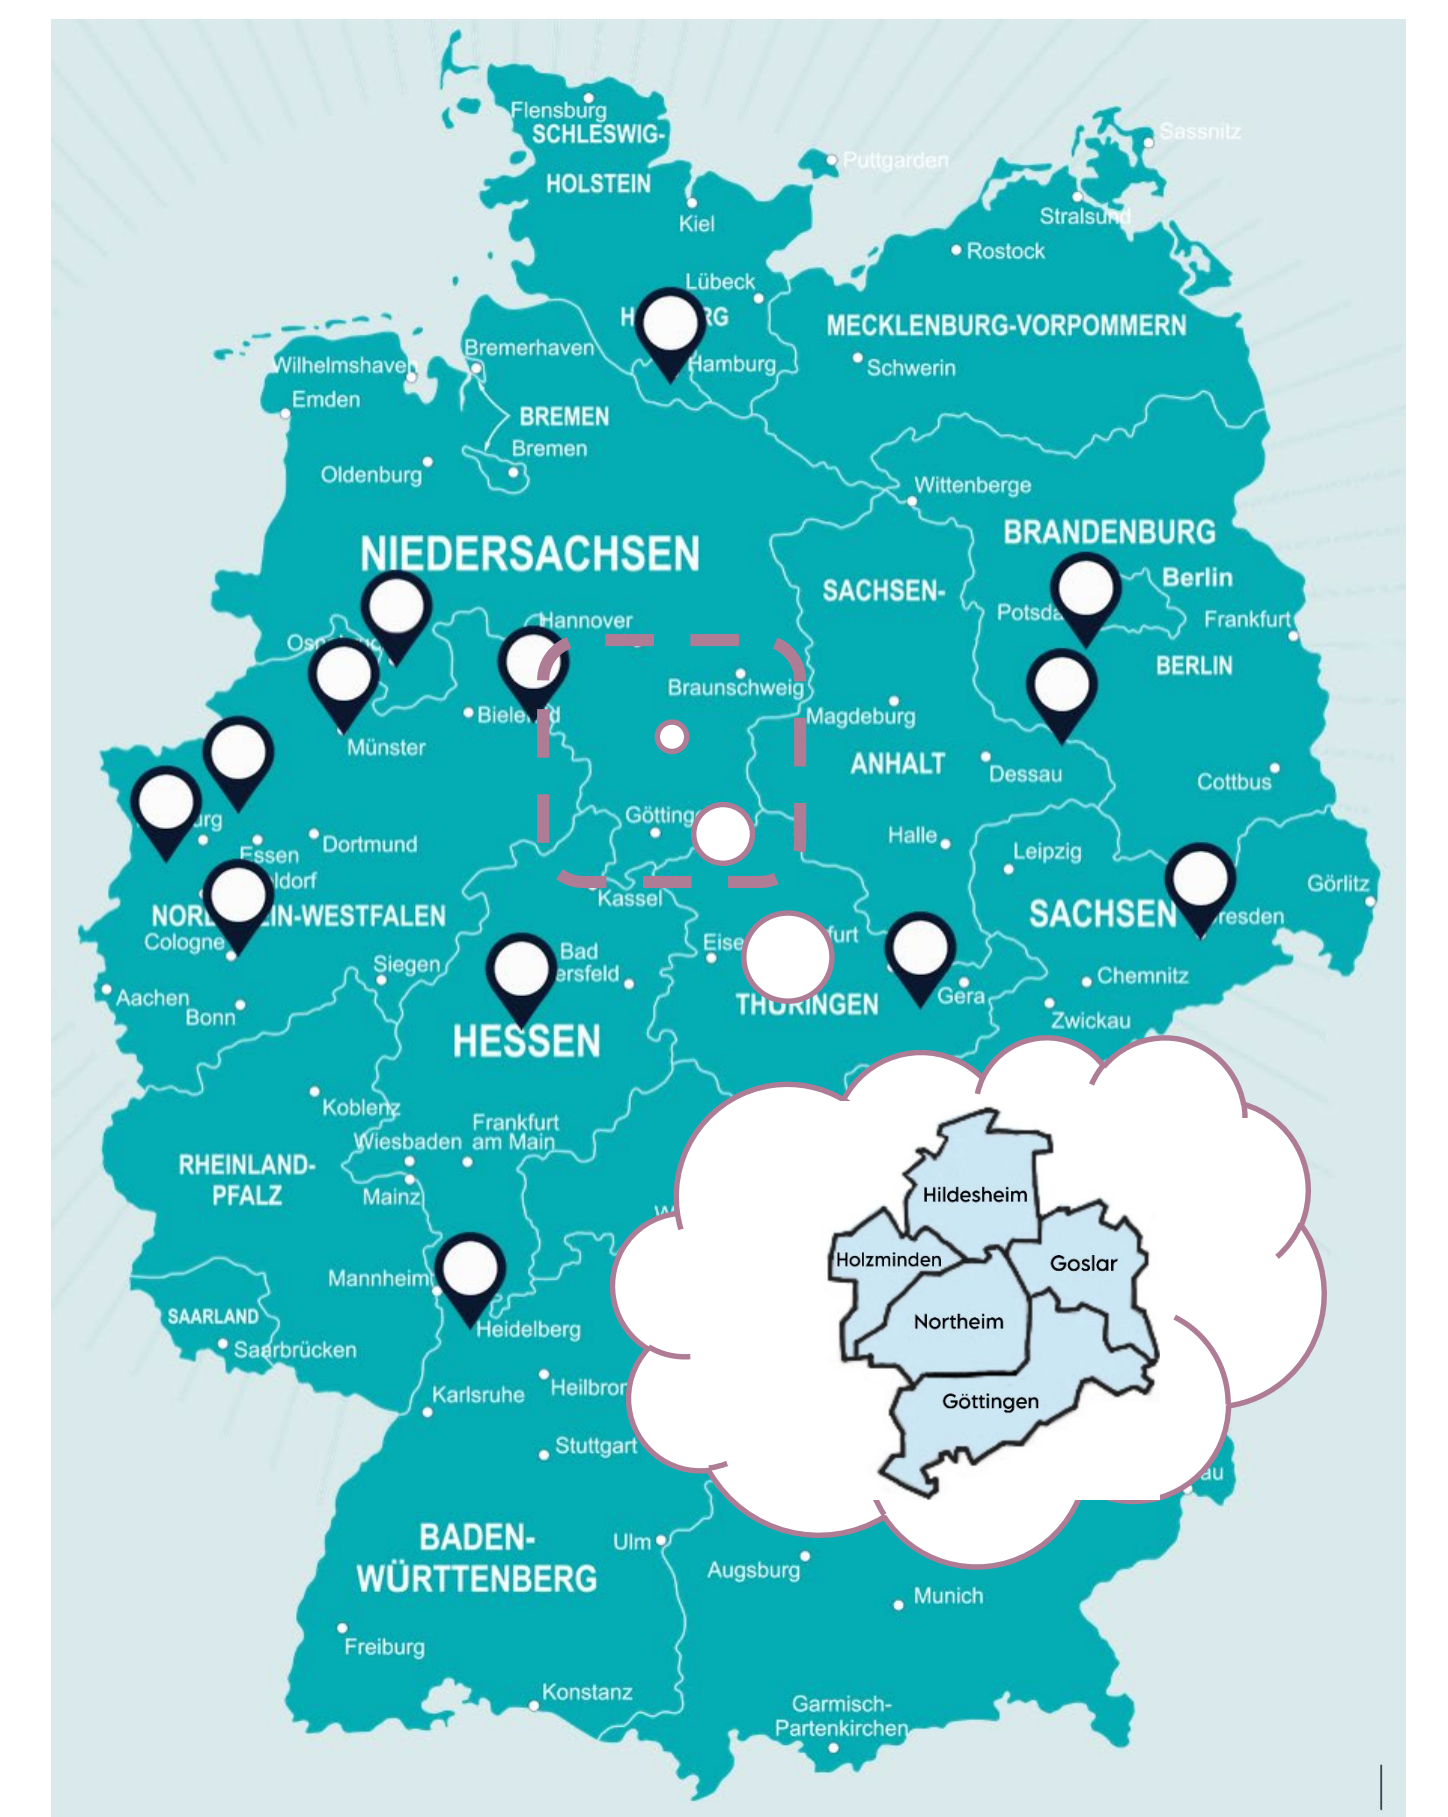 Flensburg
SCHLESWIG-
HOLSTEIN
Sassnitz
Puttgarden
Kiel
Stralsund
Rostock
Lübeck
MECKLENBURG-VORPOMMERN
Hamburg
Schwerin
Bremerhaven
Wilhelmshaven
Emden
BREMEN
Bremen
Oldenburg
Wittenberge
NIEDERSACHSEN
BRANDENBURG
Berlin
SACHSEN-
Frankfurt
Hannover
BERLIN
Braunschweig
Magdeburg
Münster
ANHALT
Dessau
Cottbus
Halle
Leipzig
Dortmund
Essen
Görlitz
Kassel
SACHSEN
Cologne
Siegen
Bad
Aachen
Bonn
Gera
Chemnitz
Zwickau
THÜRINGEN
HESSEN
Koblenz
Frankfurt
Wiesbaden am Main
RHEINLAND-
PFALZ
Mainz
Hildesheim
Holzminden
Goslar
Northeim
Göttingen
Mannheim
SAARLAND
Saarbrücken
Heidelberg
Karlsruhe
Stuttgart
BADEN-
WÜRTTENBERG
Ulm
Augsburg
Munich
Freiburg
Konstanz
Garmisch-
Partenkirchen